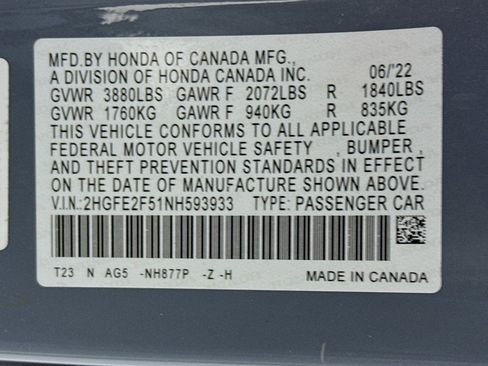 MFD.BY HONDA OF CANADA MFG.,
A DIVISION OF HONDA CANADA INC. 06/'22
GVWR 3880LBS GAWR F 2072LBS R 1840LBS
GVWR 1760KG GAWR F 940KG R 835KG
THIS VEHICLE CONFORMS TO ALL APPLICABLE
FEDERAL MOTOR VEHICLE SAFETY , BUMPER ,
AND THEFT PREVENTION STANDARDS IN EFFECT
ON THE DATE OF MANUFACTURE SHOWN ABOVE.
V.I.N.:2HGFE2F51NH593933 TYPE: PASSENGER CAR
T23 N AG5 -NH877P -Z -H MADE IN CANADA